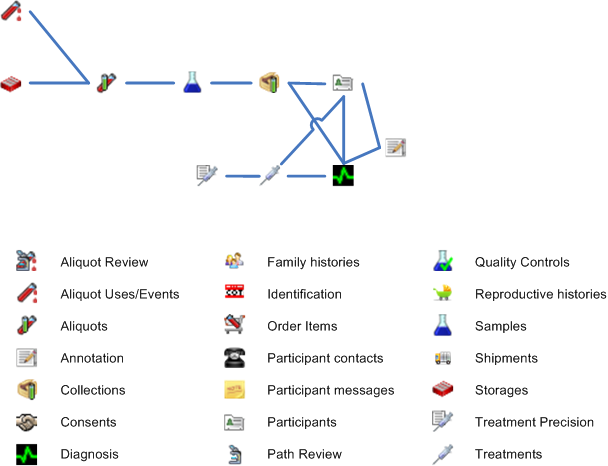 Aliquot Review
Family histories
Quality Controls
Aliquot Uses/Events
Identification
Reproductive histories
Aliquots
Order Items
Samples
Annotation
Participant contacts
Shipments
Collections
Participant messages
Storages
Consents
Participants
Treatment Precision
Diagnosis
Path Review
Treatments